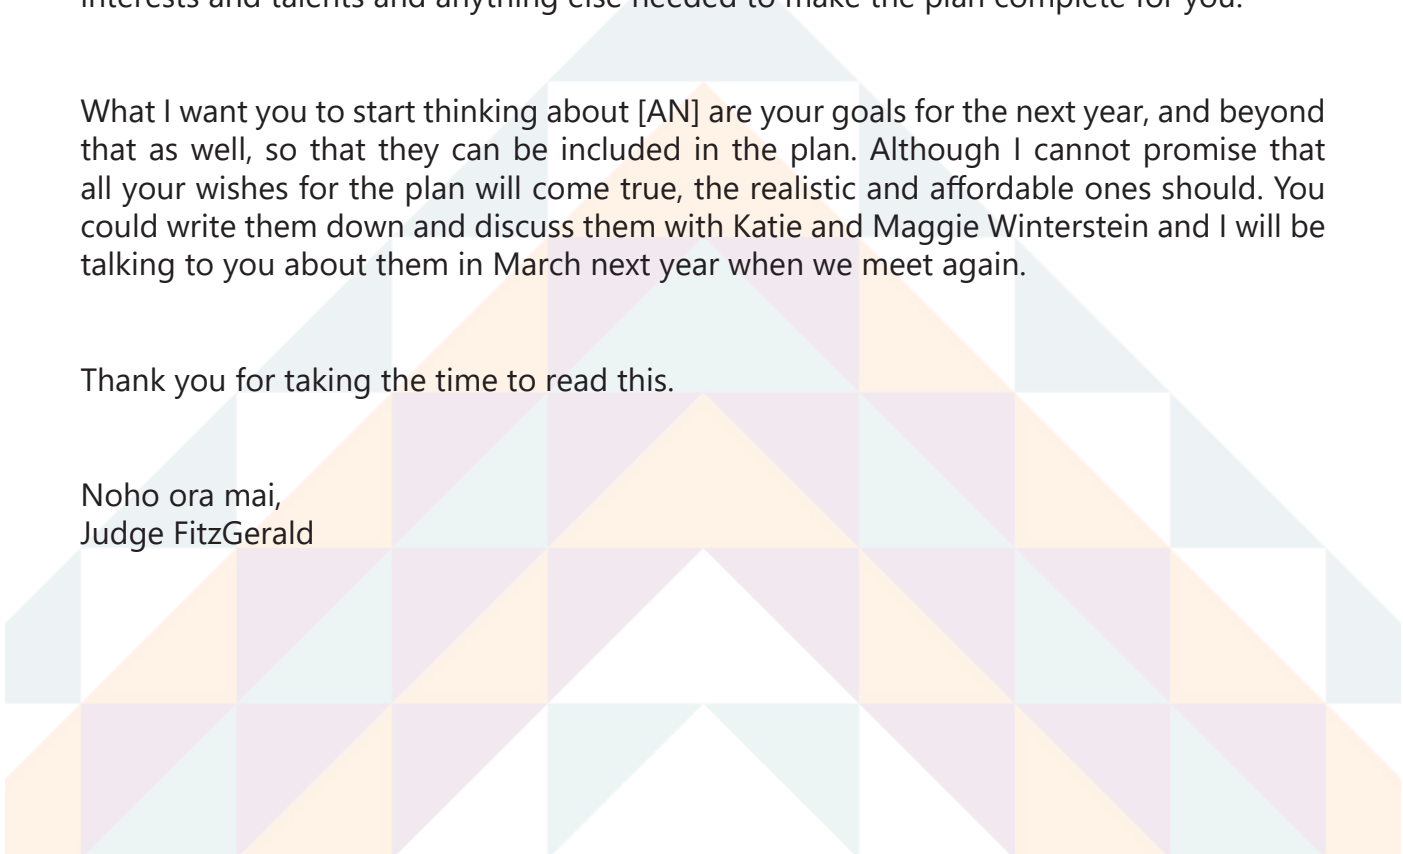 interests and talents and anything else needed to make the plan complete for you.
What I want you to start thinking about [AN] are your goals for the next year, and beyond
that as well, so that they can be included in the plan. Although I cannot promise that
all your wishes for the plan will come true, the realistic and affordable ones should. You
could write them down and discuss them with Katie and Maggie Winterstein and I will be
talking to you about them in March next year when we meet again.
Thank you for taking the time to read this.
Noho ora mai,
Judge FitzGerald